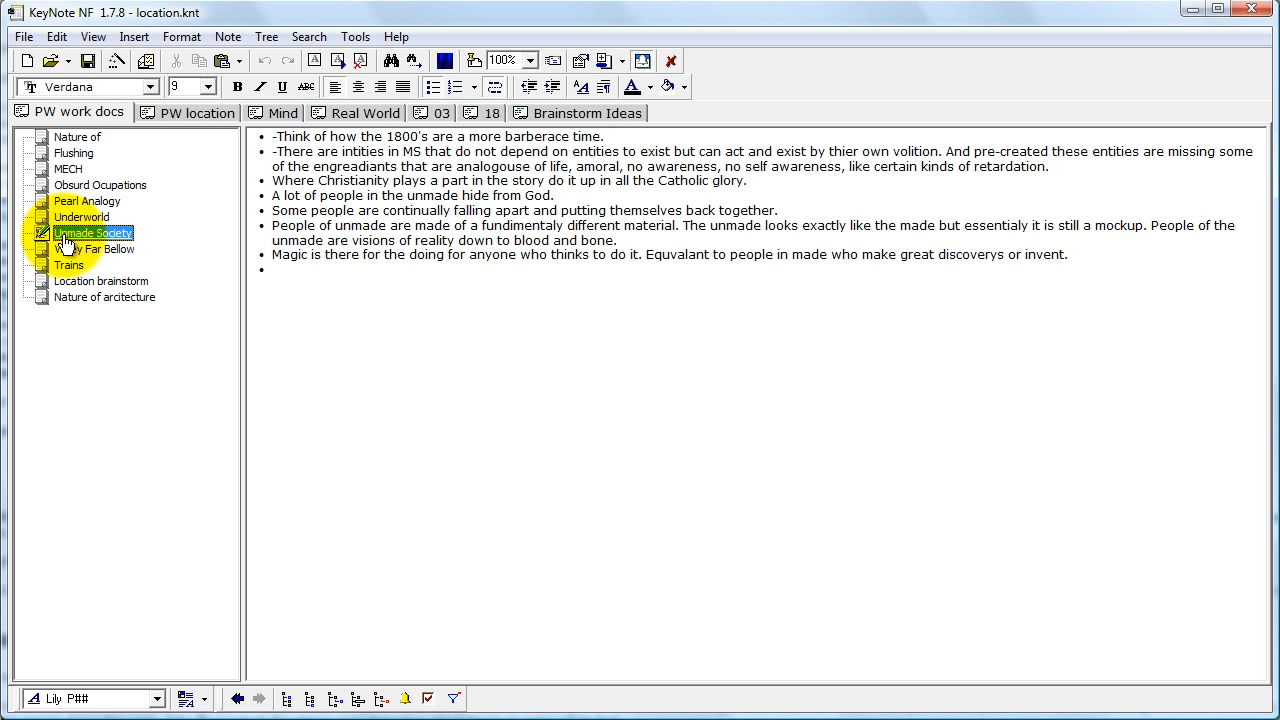 KeyNote NF 1.7.8 - location.knt
File Edit View Insert Format Note Tree Search Tools Help
100%
Verdana 9 B I U ABC
PW work docs PW location Mind Real World 03 18 Brainstorm Ideas
Nature of
Flushing
MECH
Obsurd Ocupations
Pearl Analogy
Underworld
Unmade Society
Far Bellow
Trains
Location brainstorm
Nature of arcitecture
• -Think of how the 1800's are a more barberace time.
• -There are intities in MS that do not depend on entities to exist but can act and exist by thier own volition. And pre-created these entities are missing some
of the engreadiants that are analogouse of life, amoral, no awareness, no self awareness, like certain kinds of retardation.
• Where Christianity plays a part in the story do it up in all the Catholic glory.
• A lot of people in the unmade hide from God.
• Some people are continually falling apart and putting themselves back together.
• People of unmade are made of a fundimentaly different material. The unmade looks exactly like the made but essentialy it is still a mockup. People of the
unmade are visions of reality down to blood and bone.
• Magic is there for the doing for anyone who thinks to do it. Equvalant to people in made who make great discoverys or invent.
•
Lily P##